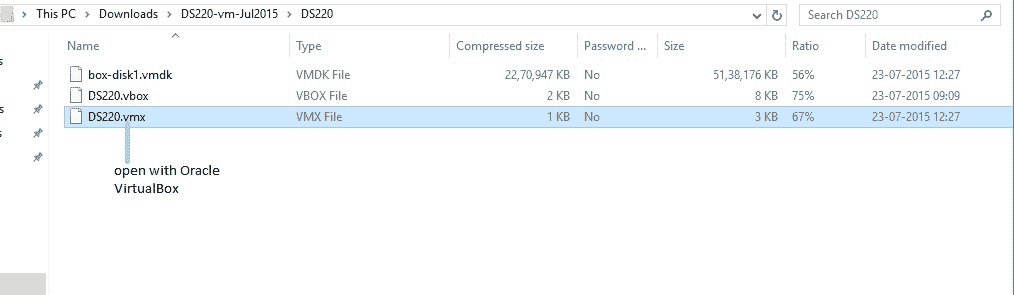 This PC > Downloads > DS220-vm-Jul2015 > DS220 Search DS220
Name Type Compressed size Password ... Size Ratio Date modified
box-disk1.vmdk VMDK File 22,70,947 KB No 51,38,176 KB 56% 23-07-2015 12:27
DS220.vbox VBOX File 2 KB No 8 KB 75% 23-07-2015 09:09
DS220.vmx VMX File 1 KB No 3 KB 67% 23-07-2015 12:27
open with Oracle
VirtualBox